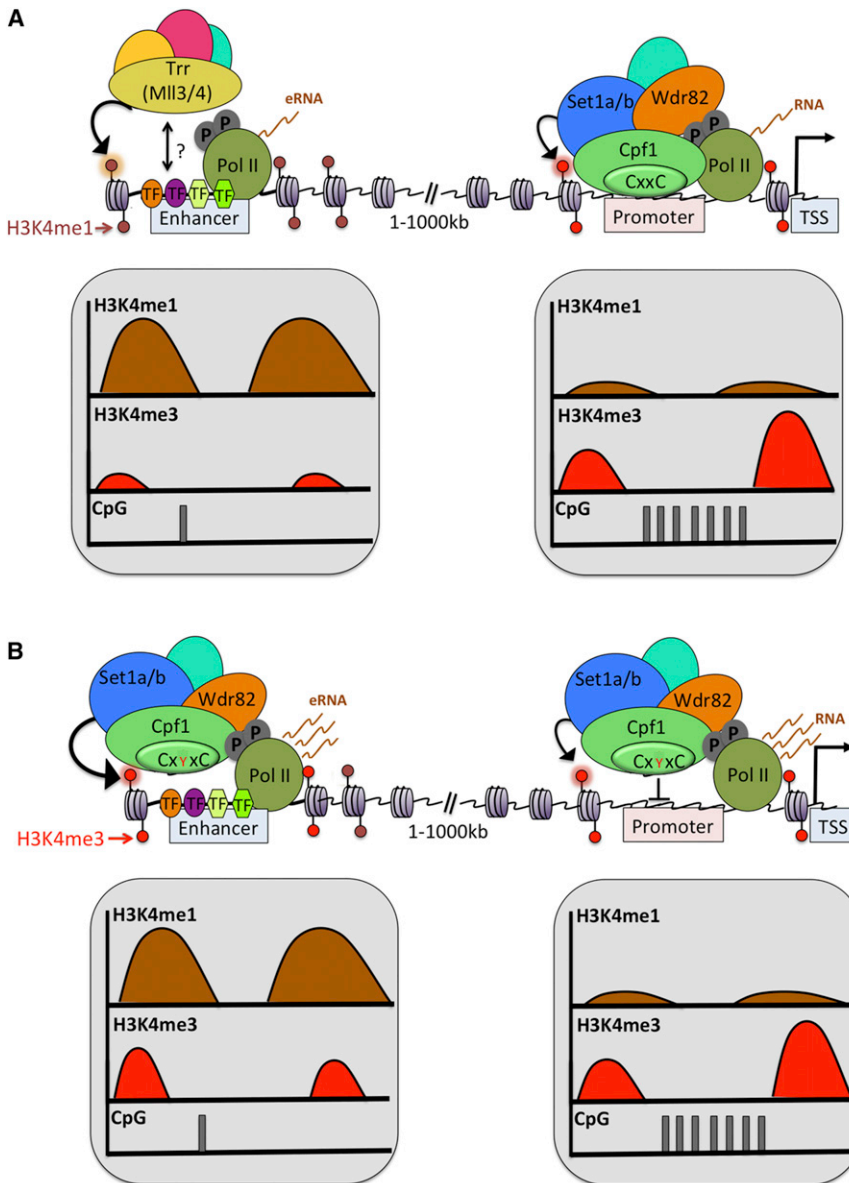 A
Trr
(Mll3/4)
eRNA
P
P
?
Pol II
TF
TF
TF
TF
Enhancer
H3K4me1
1-1000kb
Set1a/b
Wdr82
Cpf1
CxxC
P
P
Pol II
RNA
Promoter
TSS
H3K4me1
H3K4me3
CpG
H3K4me1
H3K4me3
CpG
B
Set1a/b
Wdr82
Cpf1
CxYxC
P
P
Pol II
eRNA
TF
TF
TF
TF
Enhancer
H3K4me3
1-1000kb
Set1a/b
Wdr82
Cpf1
CxYxC
P
P
Pol II
RNA
Promoter
TSS
H3K4me1
H3K4me3
CpG
H3K4me1
H3K4me3
CpG